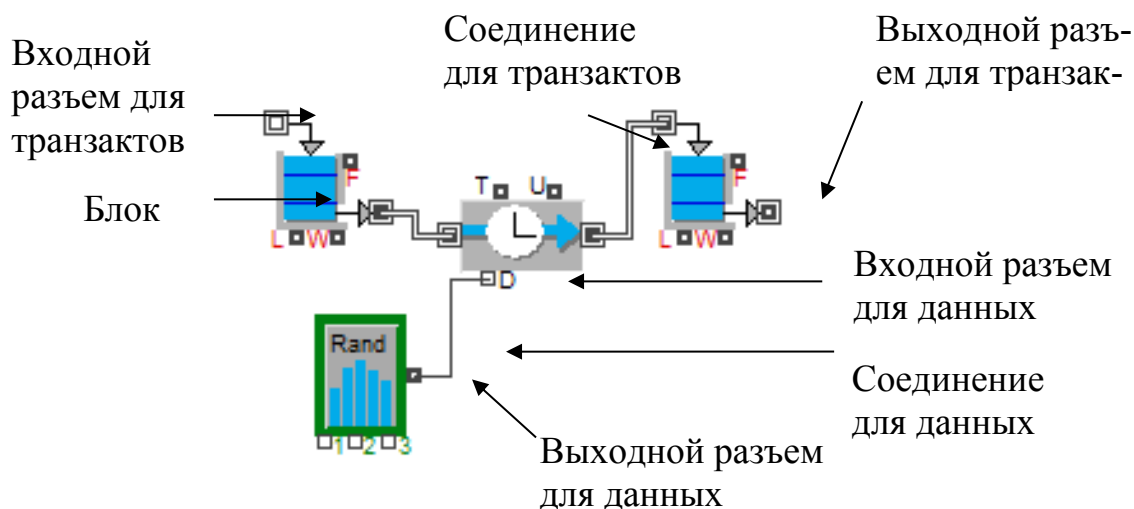 Входной
разъем для
транзактов
Соединение
для транзактов
Выходной разъ-
ем для транзак-
Блок
F
L W
T U
D
F
L W
Входной разъем
для данных
Rand
1 2 3
Соединение
для данных
Выходной разъем
для данных